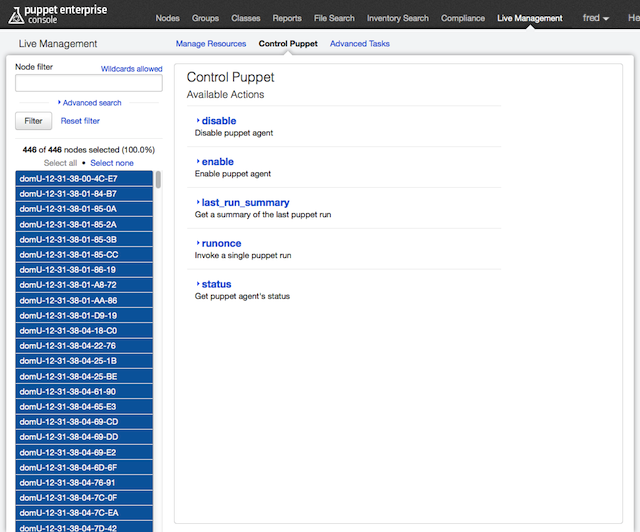 puppet enterprise
console
Nodes Groups Classes Reports File Search Inventory Search Compliance Live Management fred He
Live Management
Manage Resources Control Puppet Advanced Tasks
Node filter Wildcards allowed
Advanced search
Filter Reset filter
446 of 446 nodes selected (100.0%)
Select all • Select none
domU-12-31-38-00-4C-E7
domU-12-31-38-01-84-B7
domU-12-31-38-01-85-0A
domU-12-31-38-01-85-2A
domU-12-31-38-01-85-3B
domU-12-31-38-01-85-CC
domU-12-31-38-01-86-19
domU-12-31-38-01-A8-72
domU-12-31-38-01-AA-86
domU-12-31-38-01-D9-19
domU-12-31-38-04-18-C0
domU-12-31-38-04-22-76
domU-12-31-38-04-25-1B
domU-12-31-38-04-25-BE
domU-12-31-38-04-61-90
domU-12-31-38-04-65-E3
domU-12-31-38-04-69-CD
domU-12-31-38-04-69-DD
domU-12-31-38-04-69-E2
domU-12-31-38-04-6D-6F
domU-12-31-38-04-76-91
domU-12-31-38-04-7C-0F
domU-12-31-38-04-7C-EA
domU-12-31-38-04-7D-42
Control Puppet
Available Actions
disable
Disable puppet agent
enable
Enable puppet agent
last_run_summary
Get a summary of the last puppet run
runonce
Invoke a single puppet run
status
Get puppet agent's status